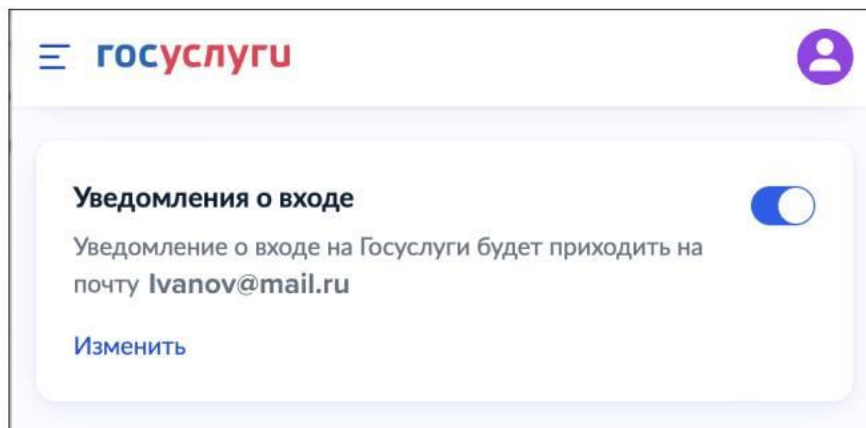 госуслуги
Уведомления о входе
Уведомление о входе на Госуслуги будет приходить на
почту Ivanov@mail.ru
Изменить